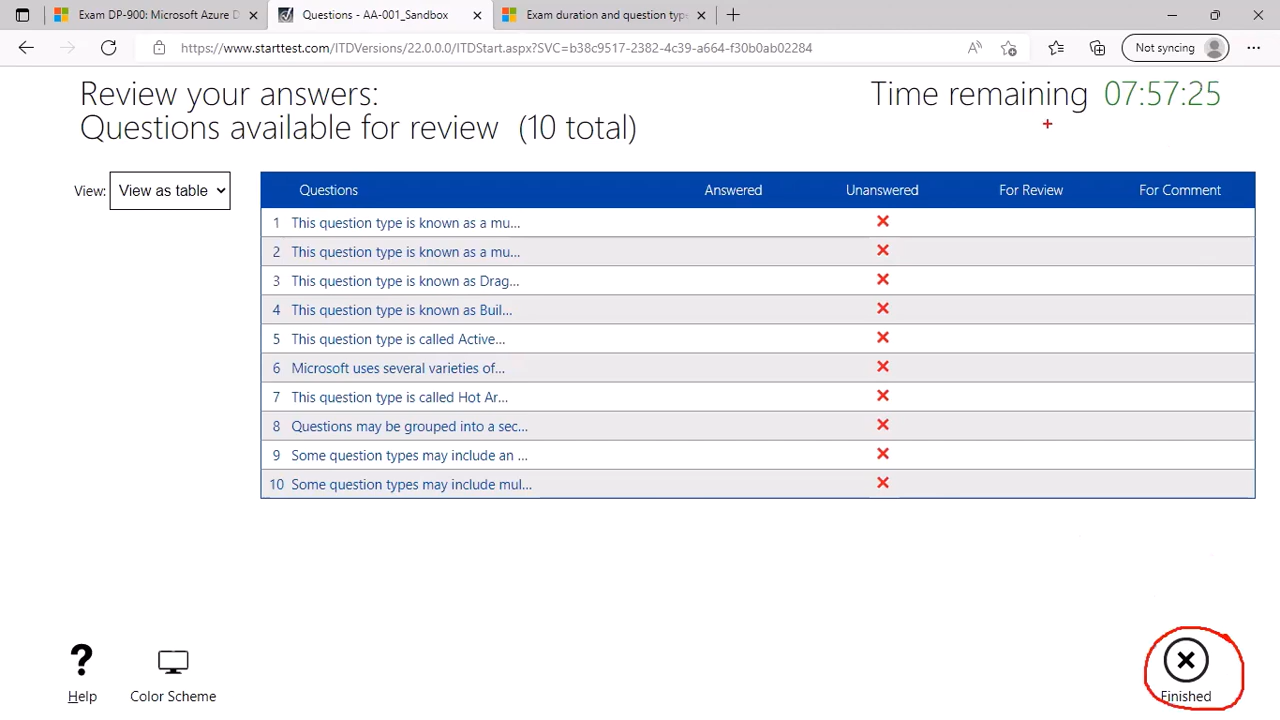 Exam DP-900: Microsoft Azure D
Questions - AA-001_Sandbox
Exam duration and question type
https://www.starttest.com/ITDVersions/22.0.0.0/ITDStart.aspx?SVC=b38c9517-2382-4c39-a664-f30b0ab02284
Not syncing
Review your answers:
Questions available for review (10 total)
Time remaining 07:57:25
View: View as table
Questions Answered Unanswered For Review For Comment
1 This question type is known as a mu...
2 This question type is known as a mu...
3 This question type is known as Drag...
4 This question type is known as Buil...
5 This question type is called Active...
6 Microsoft uses several varieties of...
7 This question type is called Hot Ar...
8 Questions may be grouped into a sec...
9 Some question types may include an ...
10 Some question types may include mul...
Help
Color Scheme
Finished